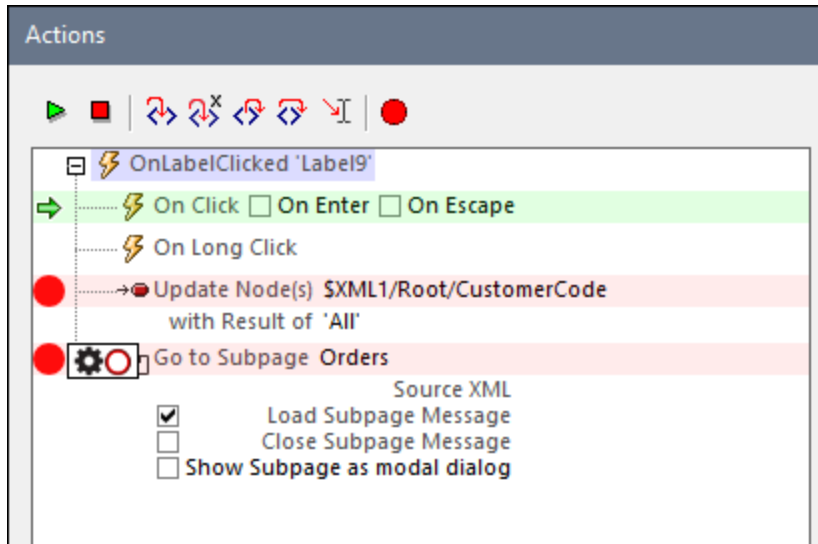 Actions
x
OnLabelClicked 'Label9'
On Click On Enter On Escape
On Long Click
Update Node(s) $XML1/Root/CustomerCode
with Result of 'All'
Go to Subpage Orders
Source XML
Load Subpage Message
Close Subpage Message
Show Subpage as modal dialog